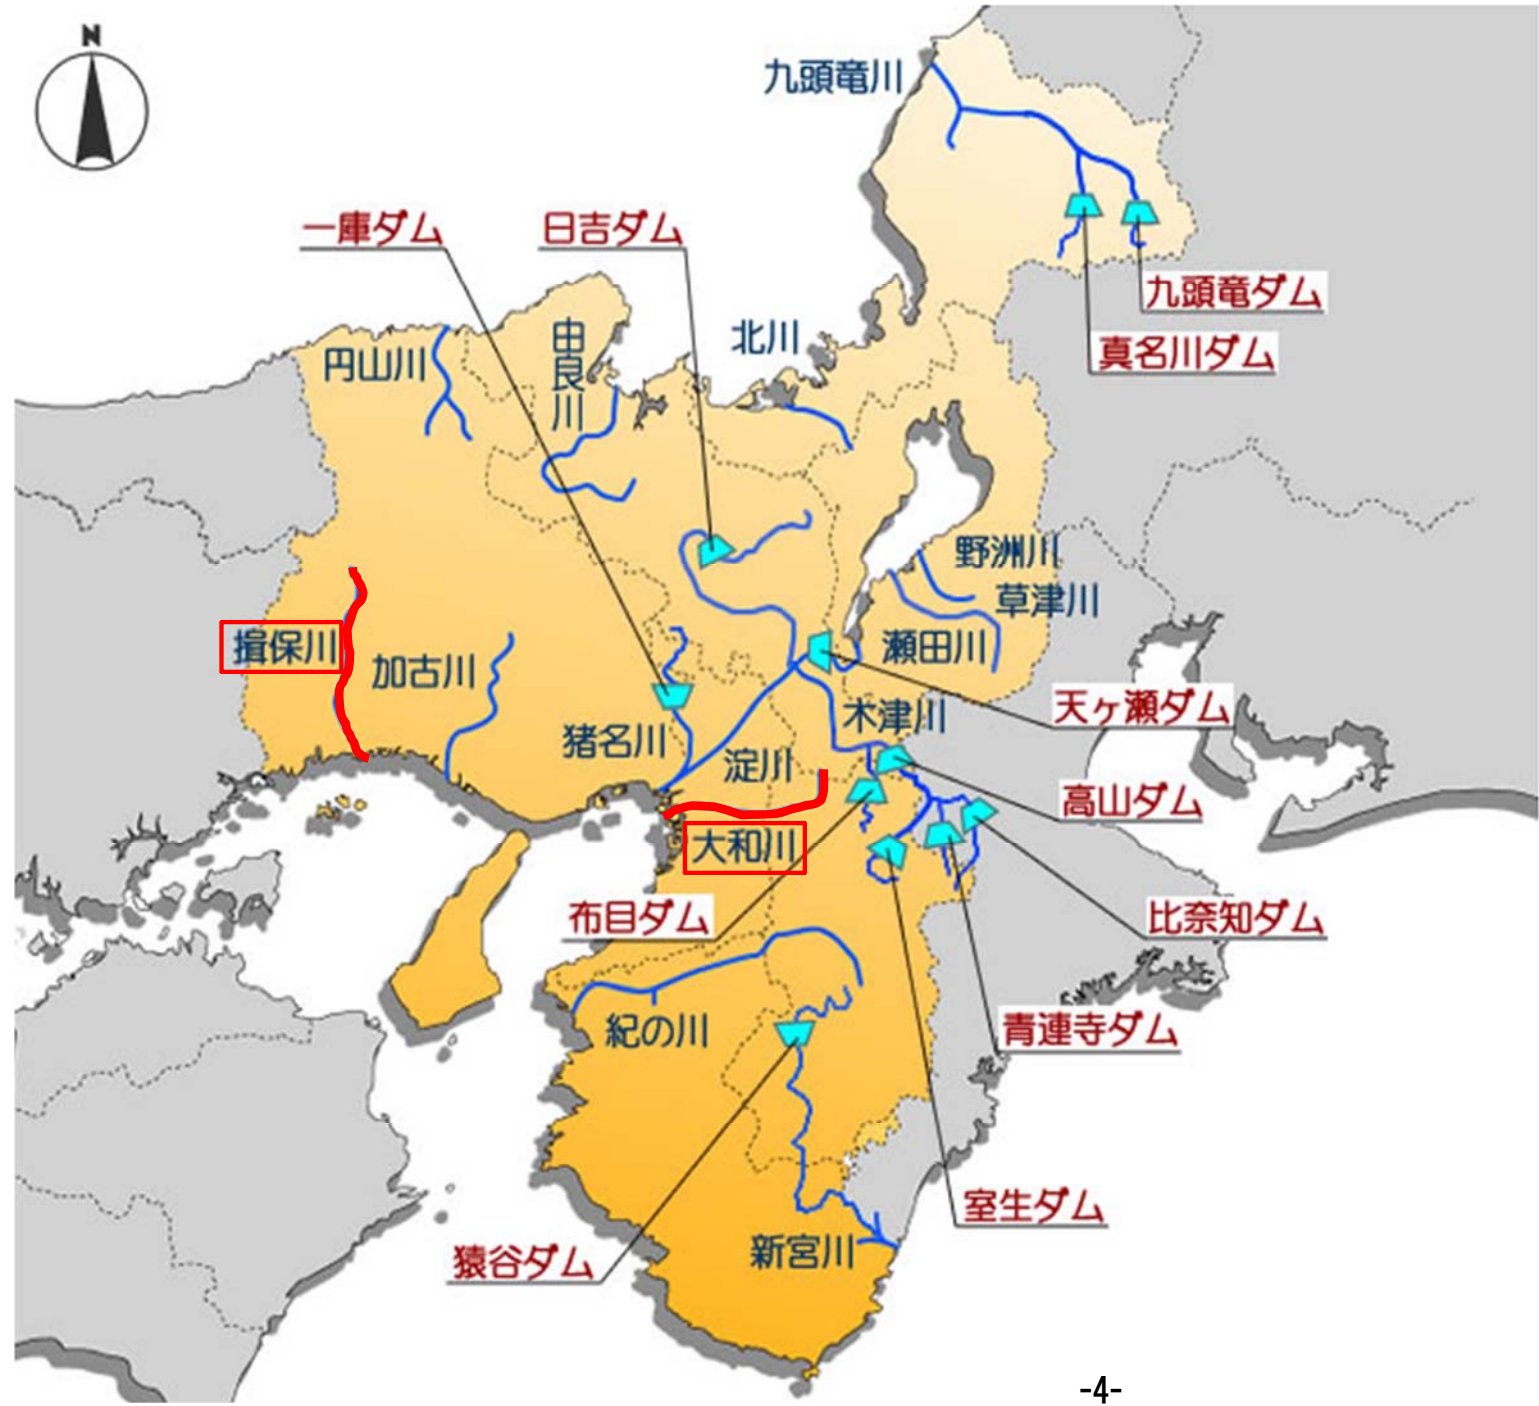 N
九頭竜川
一庫ダム
日吉ダム
九頭竜ダム
真名川ダム
北川
円山川
由良川
野洲川
草津川
瀬田川
揖保川
加古川
天ヶ瀬ダム
木津川
猪名川
淀川
高山ダム
大和川
布目ダム
比奈知ダム
紀の川
青蓮寺ダム
室生ダム
新宮川
猿谷ダム
-4-